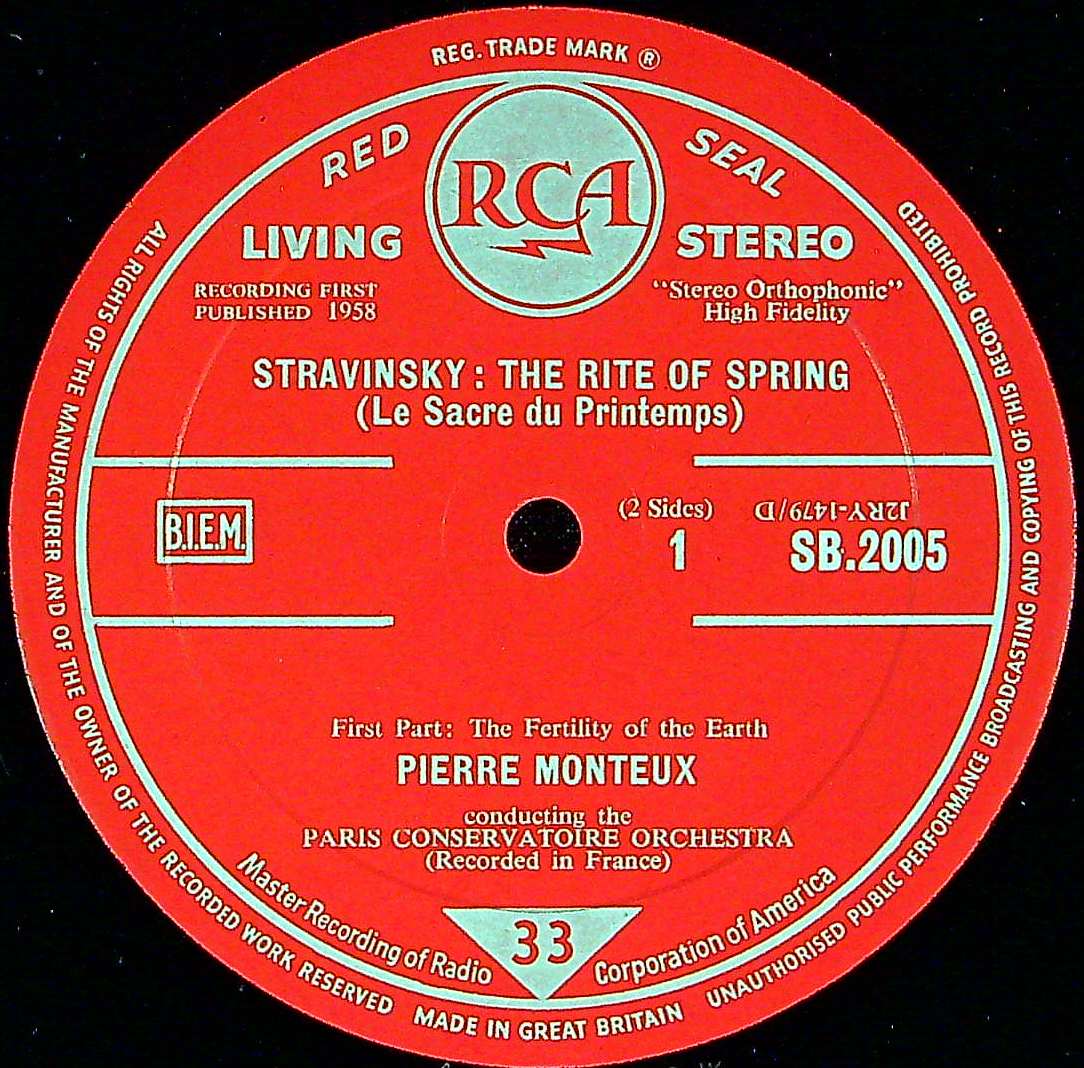 REG. TRADE MARK ®
RED SEAL
RCA
LIVING STEREO
RECORDING FIRST
PUBLISHED 1958
"Stereo Orthophonic"
High Fidelity
STRAVINSKY : THE RITE OF SPRING
(Le Sacre du Printemps)
B.I.E.M.
(2 Sides)
1
J2RY-1479/D
SB.2005
First Part: The Fertility of the Earth
PIERRE MONTEUX
conducting the
PARIS CONSERVATOIRE ORCHESTRA
(Recorded in France)
33
Master Recording of Radio Corporation of America
ALL RIGHTS OF THE MANUFACTURER AND OF THE OWNER OF THE RECORDED WORK RESERVED
MADE IN GREAT BRITAIN
UNAUTHORISED PUBLIC PERFORMANCE BROADCASTING AND COPYING OF THIS RECORD PROHIBITED